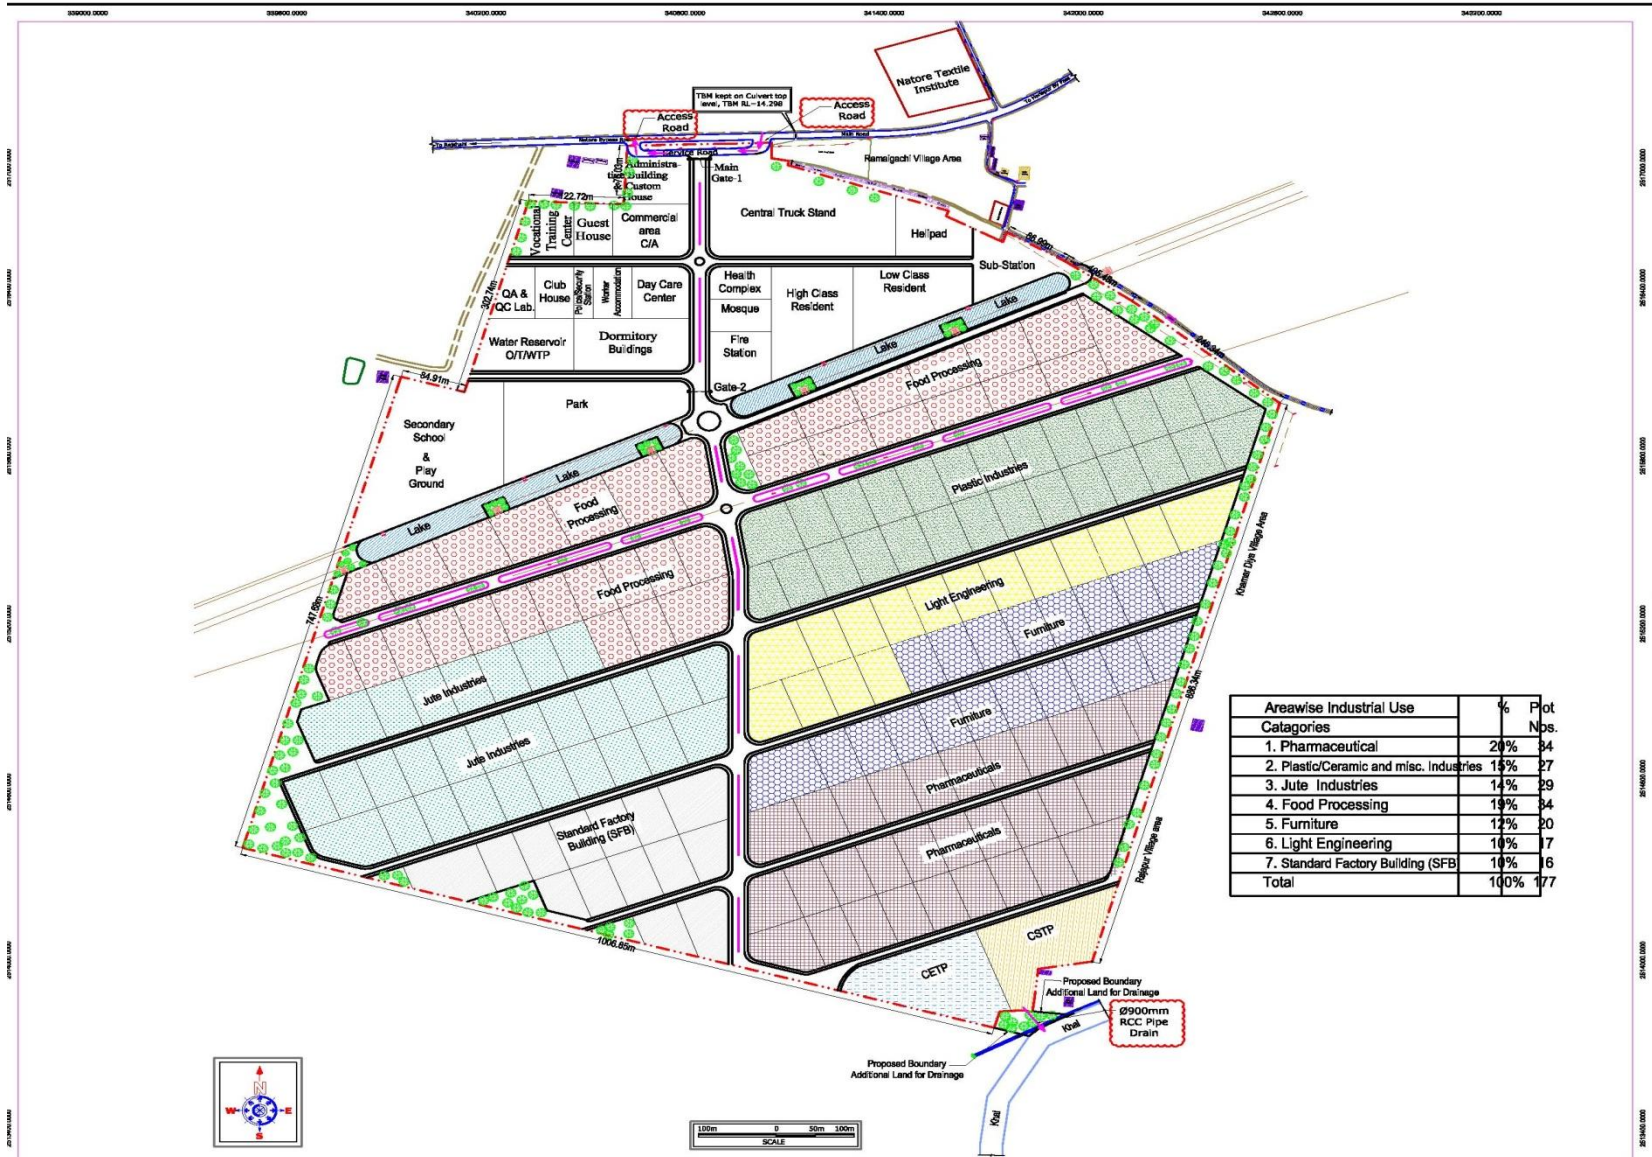 339000.0000
339600.0000
340200.0000
340800.0000
341400.0000
342000.0000
342600.0000
343200.0000
Natore Textile
Institute
TBM kept on Culvert top
level, TBM RL-14.298
Access
Road
Access
Road
Main Road
Service Road
Ramaigachi Village Area
Administra-
tive Building
& Custom
House
Main
Gate-1
22.72m
Vocational
Training
Center
Guest
House
Commercial
area
C/A
Central Truck Stand
Helipad
Sub-Station
302.74m
QA &
QC Lab.
Club
House
Police/Security
Station
Worker
Accommodation
Day Care
Center
Health
Complex
Mosque
High Class
Resident
Low Class
Resident
Water Reservoir
O/T/WTP
Dormitory
Buildings
Fire
Station
Gate-2
84.91m
Park
Secondary
School
&
Play
Ground
Lake
Lake
Lake
Lake
Food Processing
Food
Processing
Food Processing
Plastic Industries
Light Engineering
Furniture
Furniture
Jute Industries
Jute Industries
Pharmaceuticals
Pharmaceuticals
Standard Factory
Building (SFB)
747.68m
1006.85m
Khamar Diya Village Area
Rajapur Village area
CETP
CSTP
Proposed Boundary
Additional Land for Drainage
Ø900mm
RCC Pipe
Drain
Khal
Proposed Boundary
Additional Land for Drainage
Khal
Areawise Industrial Use % Plot
Catagories Nos.
1. Pharmaceutical 20% 34
2. Plastic/Ceramic and misc. Industries 15% 27
3. Jute Industries 14% 29
4. Food Processing 19% 34
5. Furniture 12% 20
6. Light Engineering 10% 17
7. Standard Factory Building (SFB 10% 16
Total 100% 177
N
W E
S
100m 0 50m 100m
SCALE